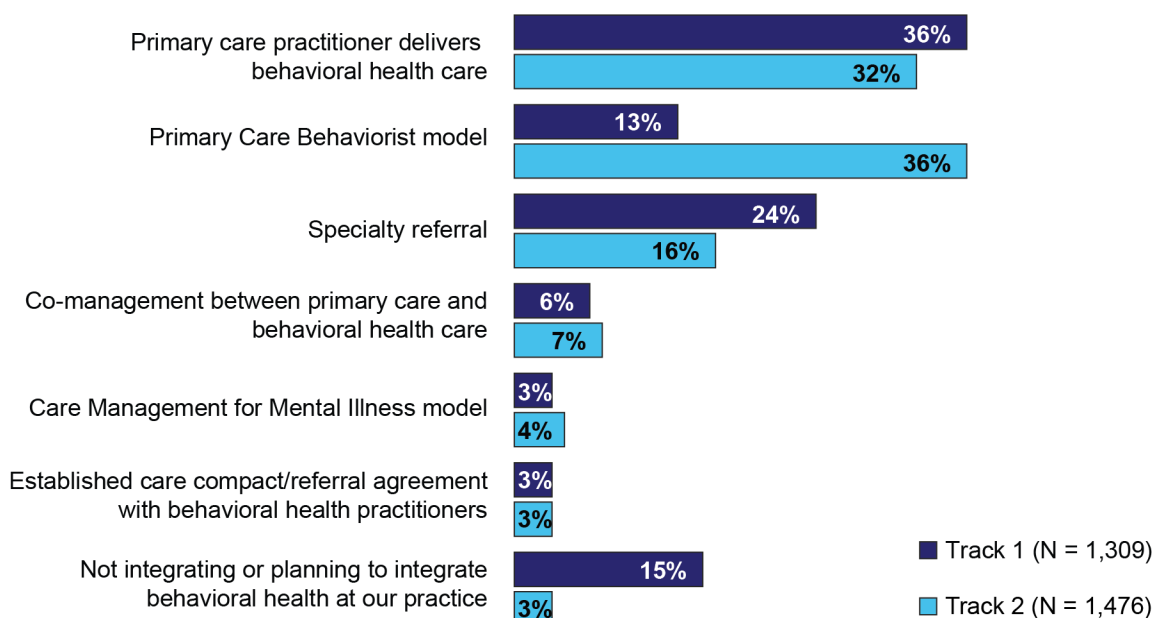 Primary care practitioner delivers
behavioral health care
36%
32%
Primary Care Behaviorist model
13%
36%
Specialty referral
24%
16%
Co-management between primary care and
behavioral health care
6%
7%
Care Management for Mental Illness model
3%
4%
Established care compact/referral agreement
with behavioral health practitioners
3%
3%
Not integrating or planning to integrate
behavioral health at our practice
15%
3%
Track 1 (N = 1,309)
Track 2 (N = 1,476)